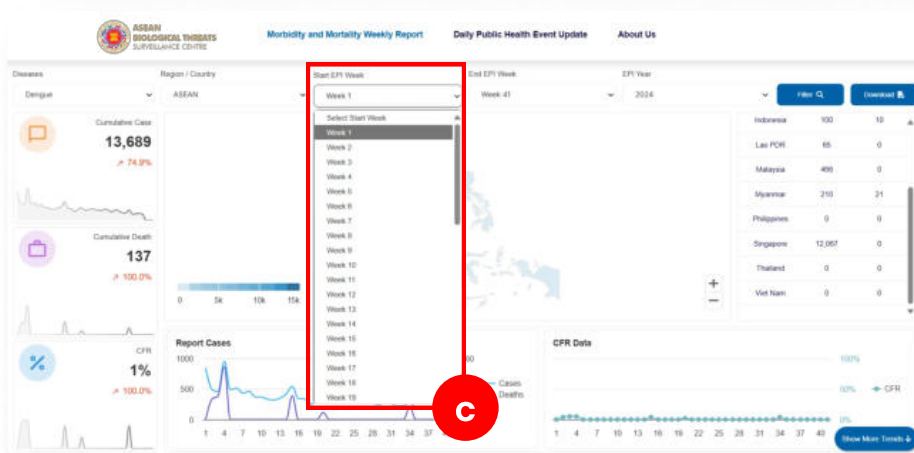 ASEAN
BIOLOGICAL THREATS
SURVEILLANCE CENTRE
Morbidity and Mortality Weekly Report
Daily Public Health Event Update
About Us
Diseases
Region / Country
Start EPI Week
End EPI Week
EPI Year
Dengue
ASEAN
Week 1
Week 41
2024
Filter
Download
Select Start Week
Week 1
Week 2
Week 3
Week 4
Week 5
Week 6
Week 7
Week 8
Week 9
Week 10
Week 11
Week 12
Week 13
Week 14
Week 15
Week 16
Week 17
Week 18
Week 19
Cumulative Case
13,689
74.9%
Cumulative Death
137
100.0%
CFR
1%
100.0%
0 5k 10k 15k
+
−
Indonesia 100 10
Lao PDR 65 0
Malaysia 466 0
Myanmar 210 21
Philippines 0 0
Singapore 12,067 0
Thailand 0 0
Viet Nam 0 0
Report Cases
1000
500
0
1 4 7 10 13 16 19 22 25 28 31 34 37
Cases
Deaths
C
CFR Data
100%
50%
0%
CFR
1 4 7 10 13 16 19 22 25 28 31 34 37 40
Show More Trends